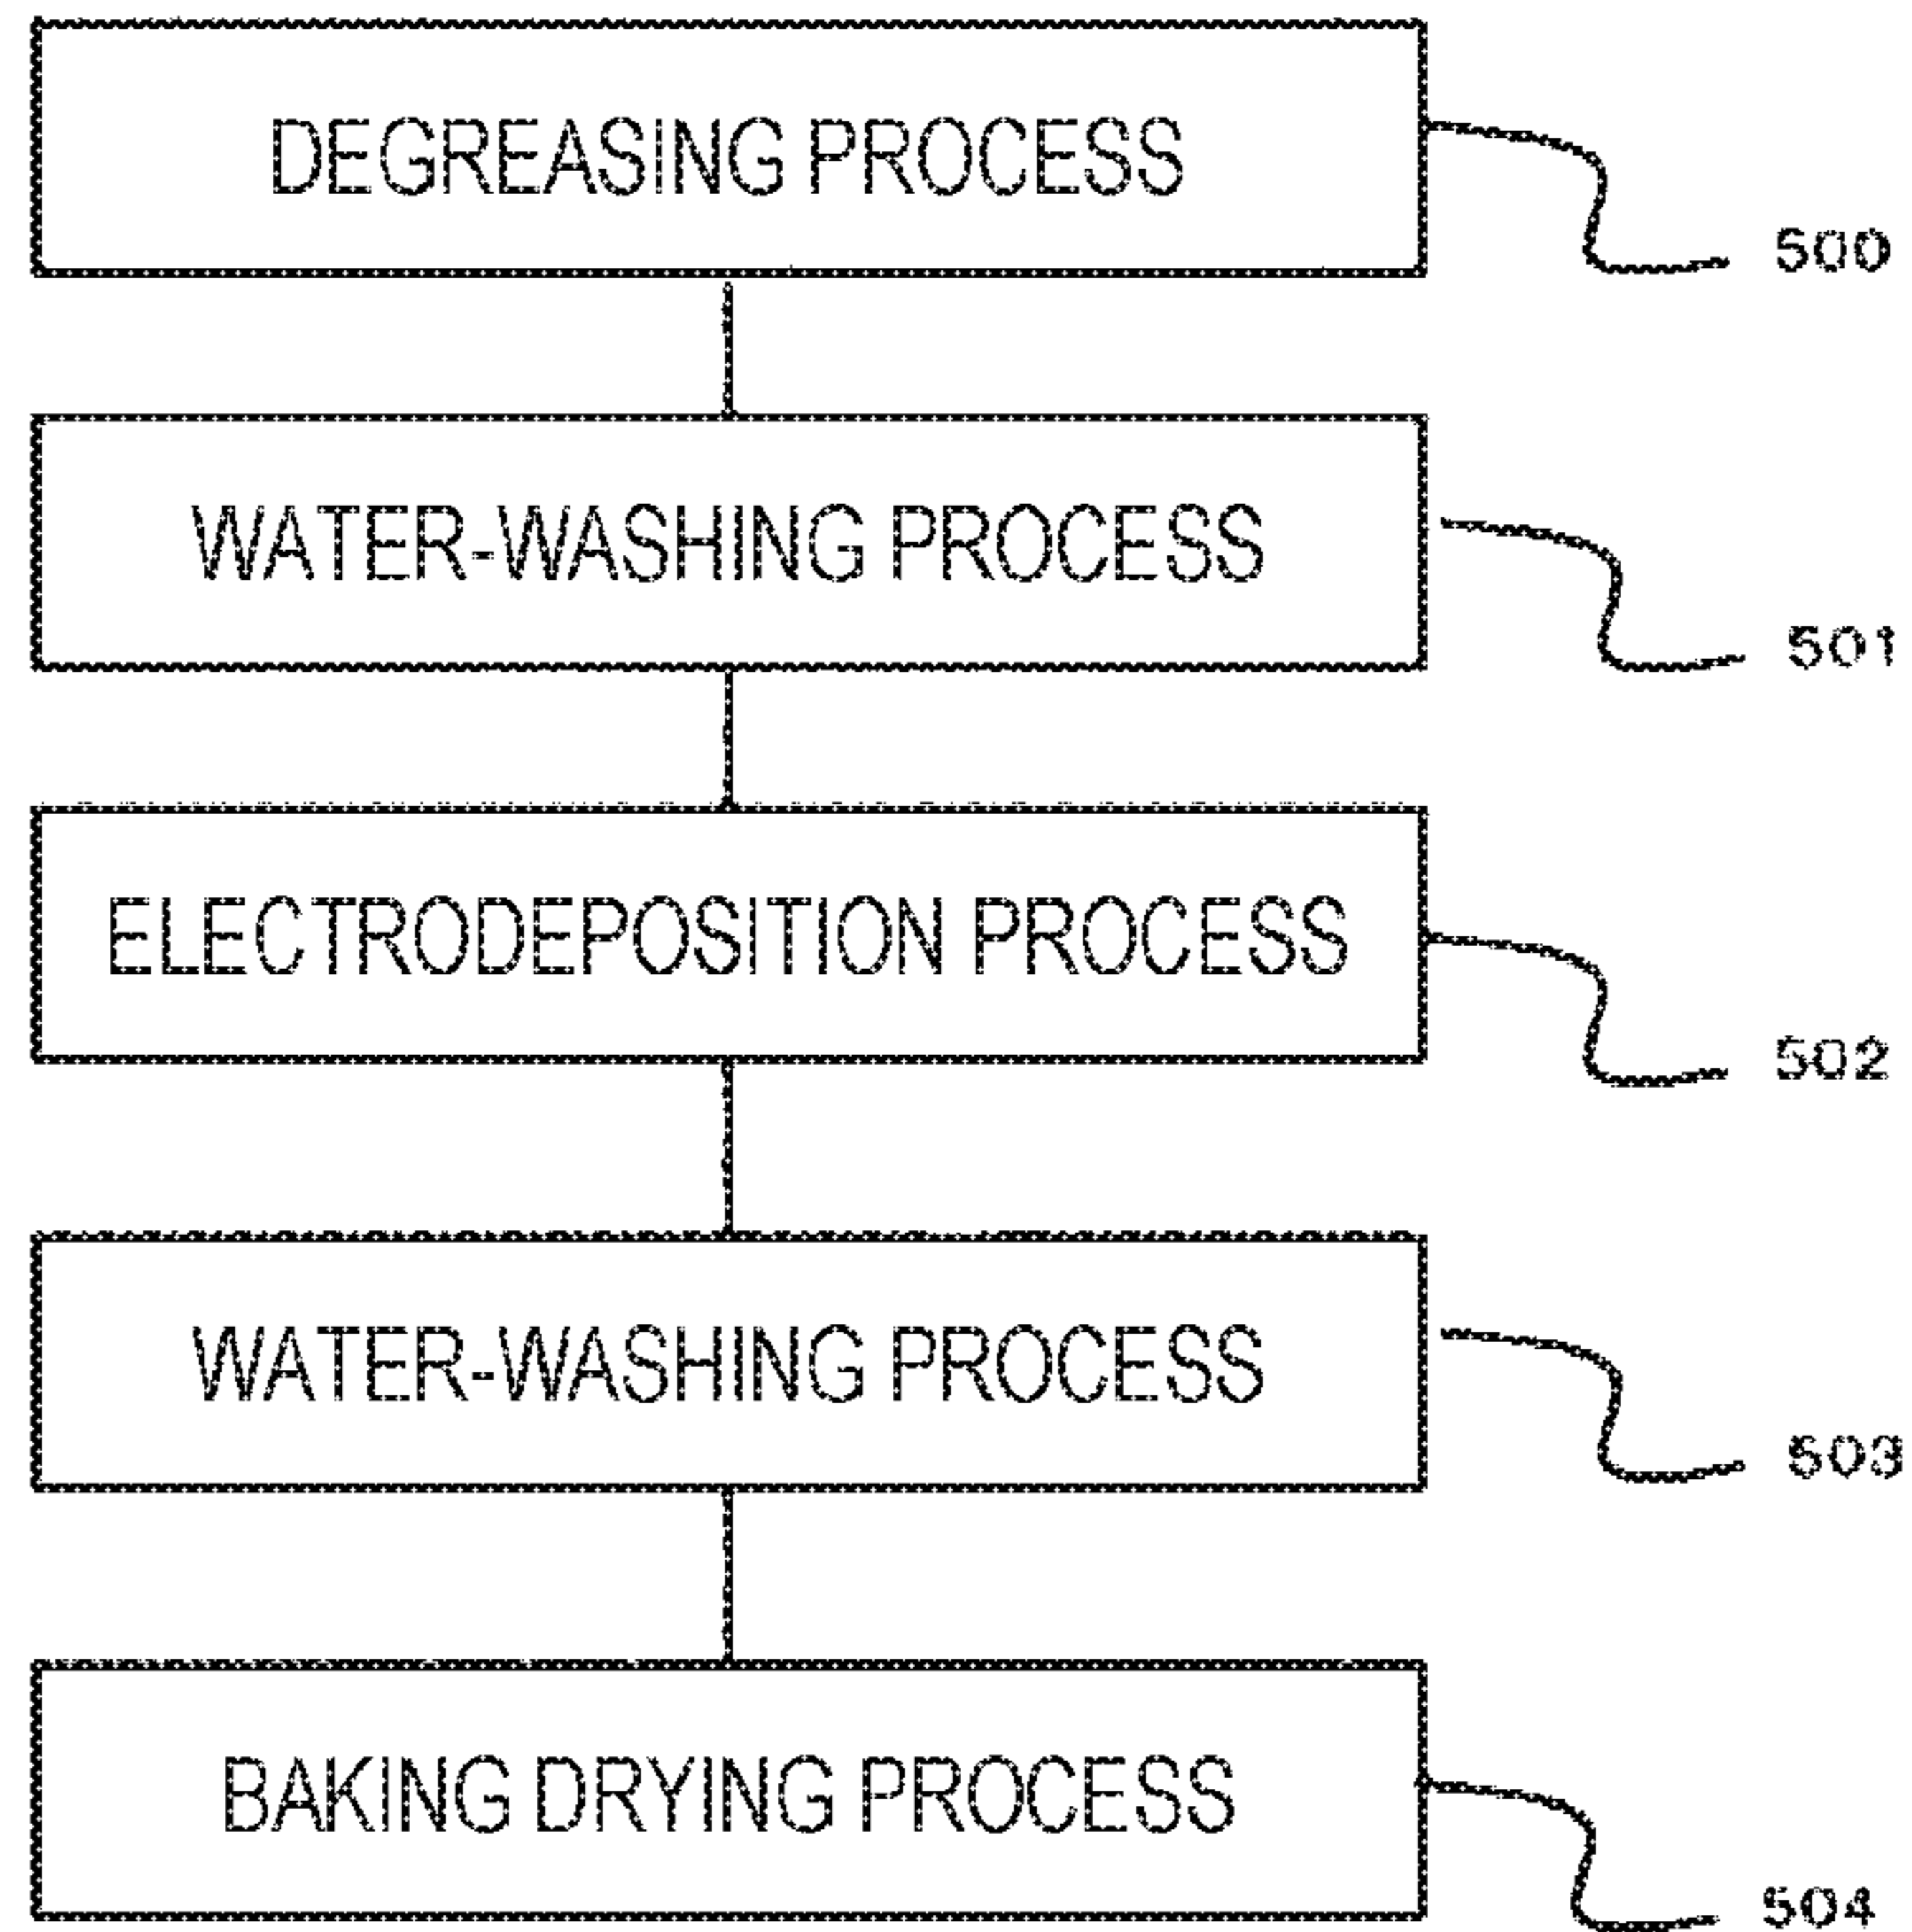 DEGREASING PROCESS
500
WATER-WASHING PROCESS
501
ELECTRODEPOSITION PROCESS
502
WATER-WASHING PROCESS
503
BAKING DRYING PROCESS
504